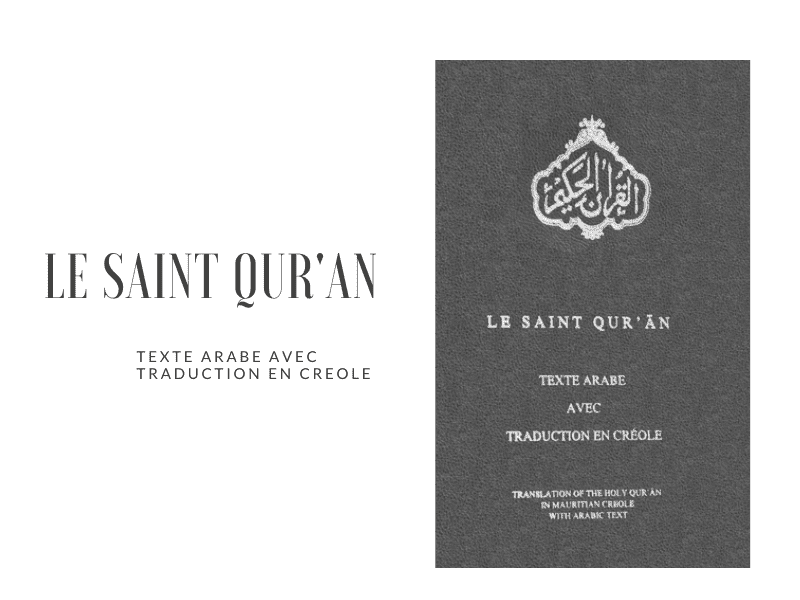 LE SAINT QUR'AN
TEXTE ARABE AVEC
TRADUCTION EN CREOLE
القرآن الحكيم
LE SAINT QUR'ĀN
TEXTE ARABE
AVEC
TRADUCTION EN CRÉOLE
TRANSLATION OF THE HOLY QUR'ĀN
IN MAURITIAN CREOLE
WITH ARABIC TEXT